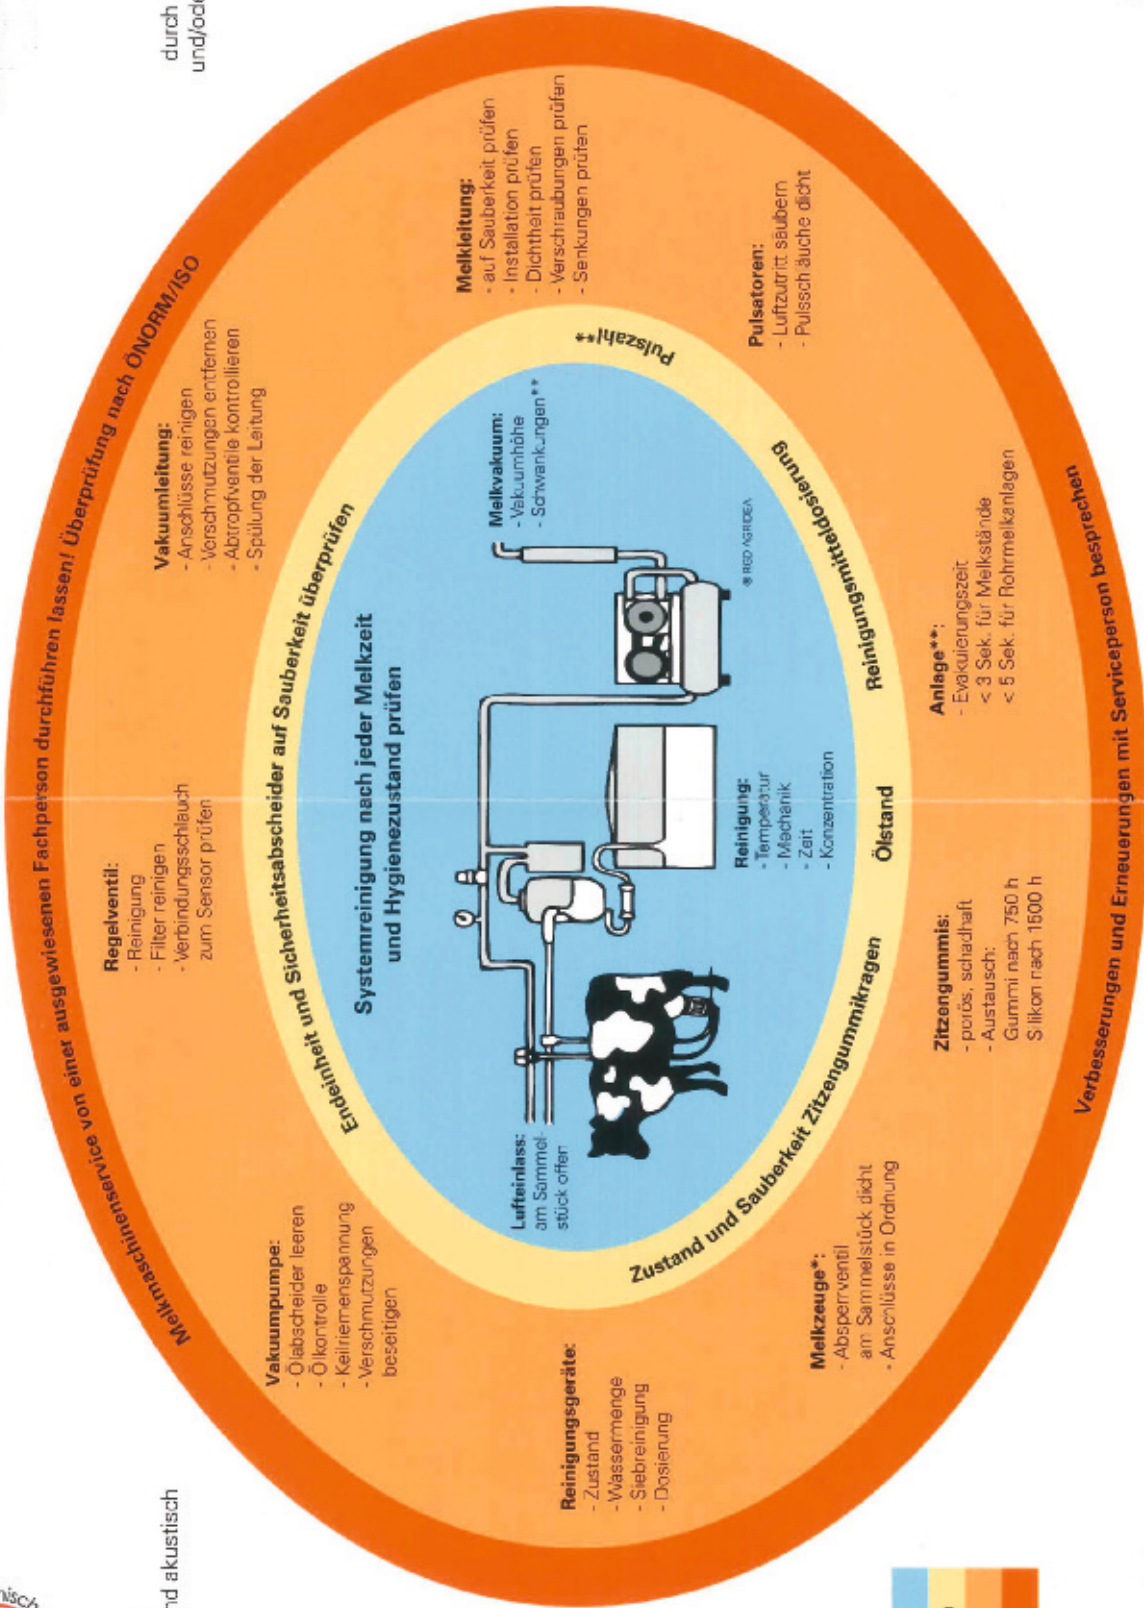 durch
Melkmaschinenservice von einer ausgewiesenen Fachperson durchführen lassen! Überprüfung nach ÖNORM/ISO
Regelventil:
- Reinigung
- Filter reinigen
- Verbindungsschlauch
zum Sensor prüfen
Vakuumleitung:
- Anschlüsse reinigen
- Verschmutzungen entfernen
- Abtropfventile kontrollieren
- Spülung der Leitung
Vakuumpumpe:
- Ölabscheider leeren
- Ölkontrolle
- Keilriemenspannung
- Verschmutzungen
beseitigen
Melkleitung:
- auf Sauberkeit prüfen
- Installation prüfen
- Dichtheit prüfen
- Verschraubungen prüfen
- Senkungen prüfen
Endeinheit und Sicherheitsabscheider auf Sauberkeit überprüfen
Systemreinigung nach jeder Melkzeit
und Hygienezustand prüfen
Melkvakuum:
- Vakuumhöhe
- Schwankungen**
Pulszahl**
Lufteinlass:
am Sammel-
stück offen
® RGD AGRIDEA
Reinigung:
- Temperatur
- Mechanik
- Zeit
- Konzentration
Zustand und Sauberkeit Zitzengummikragen
Ölstand
Reinigungsmitteldosierung
Reinigungsgeräte:
- Zustand
- Wassermenge
- Siebreinigung
- Dosierung
Pulsatoren:
- Luftzutritt säubern
- Pulsschläuche dicht
Melkzeuge*:
- Absperrventil
am Sammelstück dicht
- Anschlüsse in Ordnung
Zitzengummis:
- porös, schadhaft
- Austausch:
Gummi nach 750 h
Silikon nach 1500 h
Anlage**:
- Evakuierungszeit
< 3 Sek. für Melkstände
< 5 Sek. für Rohrmelkanlagen
Verbesserungen und Erneuerungen mit Serviceperson besprechen
akustisch